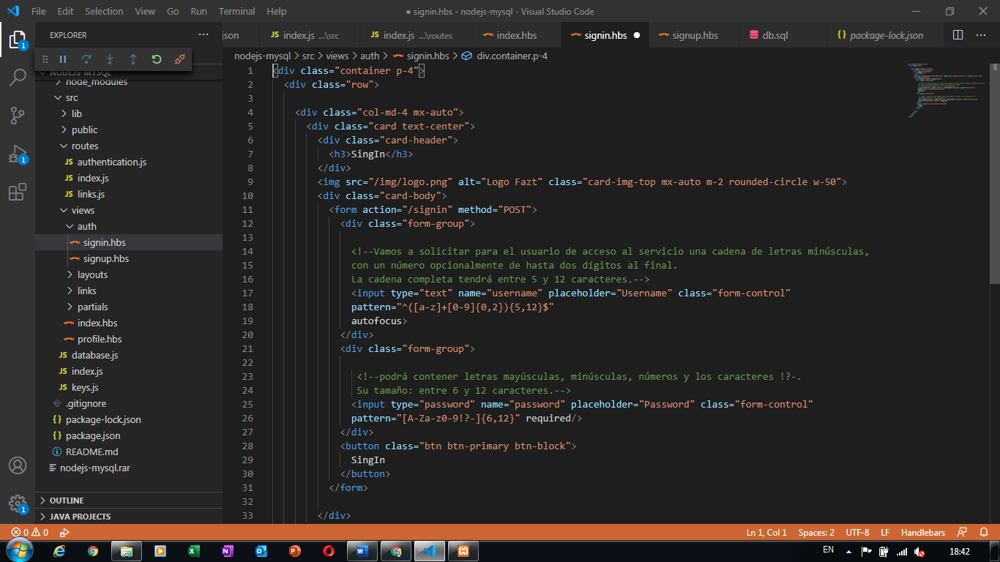 File Edit Selection View Go Run Terminal Help
● signin.hbs - nodejs-mysql - Visual Studio Code
EXPLORER
json
JS index.js ...\src
JS index.js ...\routes
index.hbs
signin.hbs
signup.hbs
db.sql
{} package-lock.json
nodejs-mysql > src > views > auth > signin.hbs > div.container.p-4
NODEJS-MYSQL
node_modules
src
lib
public
routes
JS authentication.js
JS index.js
JS links.js
views
auth
signin.hbs
signup.hbs
layouts
links
partials
index.hbs
profile.hbs
JS database.js
JS index.js
JS keys.js
.gitignore
{} package-lock.json
{} package.json
README.md
nodejs-mysql.rar
OUTLINE
JAVA PROJECTS
1
1
1
1 <div class="container p-4">
2 <div class="row">
3
4 <div class="col-md-4 mx-auto">
5 <div class="card text-center">
6 <div class="card-header">
7 <h3>SingIn</h3>
8 </div>
9 <img src="/img/logo.png" alt="Logo Fazt" class="card-img-top mx-auto m-2 rounded-circle w-50">
10 <div class="card-body">
11 <form action="/signin" method="POST">
12 <div class="form-group">
13
14 <!--Vamos a solicitar para el usuario de acceso al servicio una cadena de letras minúsculas,
15 con un número opcionalmente de hasta dos dígitos al final.
16 La cadena completa tendrá entre 5 y 12 caracteres.-->
17 <input type="text" name="username" placeholder="Username" class="form-control"
18 pattern="^([a-z]+[0-9]{0,2}){5,12}$"
19 autofocus>
20 </div>
21 <div class="form-group">
22
23 <!--podrá contener letras mayúsculas, minúsculas, números y los caracteres !?-.
24 Su tamaño: entre 6 y 12 caracteres.-->
25 <input type="password" name="password" placeholder="Password" class="form-control"
26 pattern="[A-Za-z0-9!?-]{6,12}" required/>
27 </div>
28 <button class="btn btn-primary btn-block">
29 SingIn
30 </button>
31 </form>
32
33 </div>
0 0 Ln 1, Col 1 Spaces: 2 UTF-8 LF Handlebars
EN 18:42